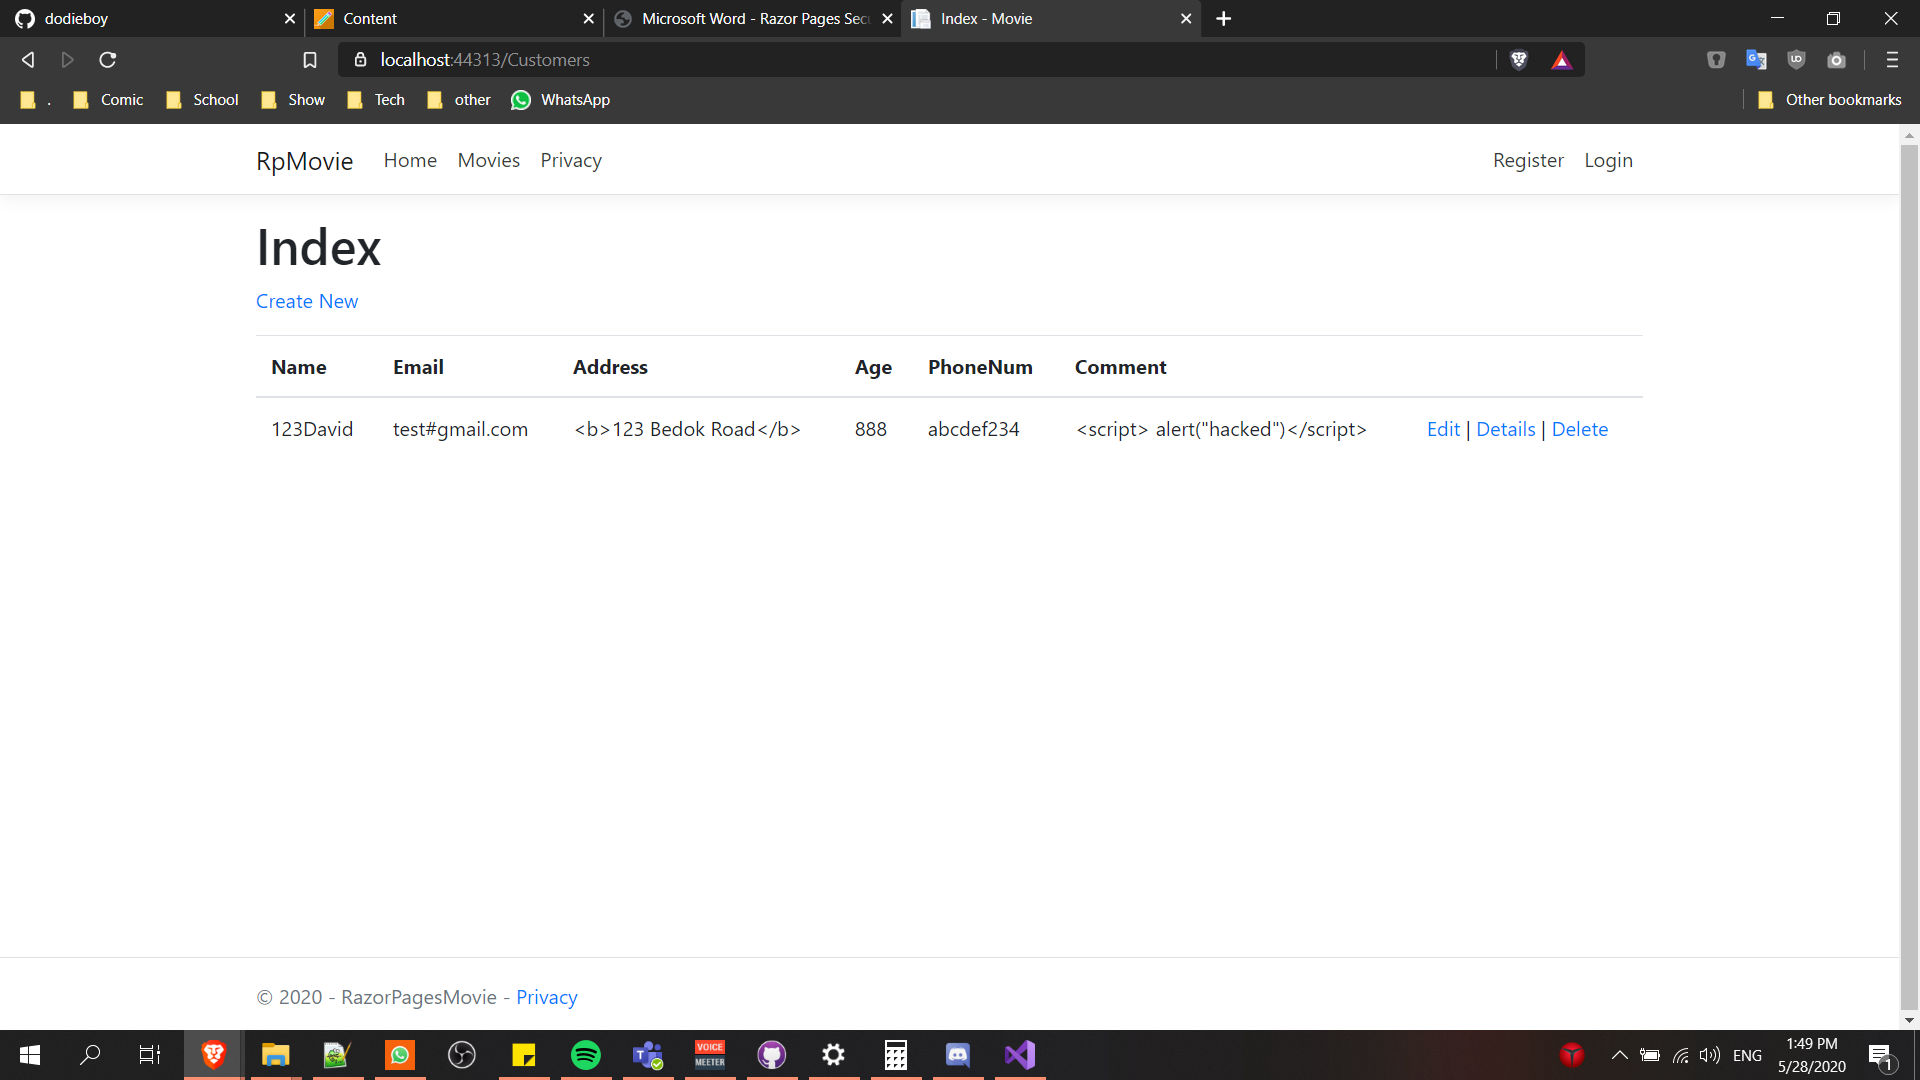 dodieboy
Content
Microsoft Word - Razor Pages Sec
Index - Movie
localhost:44313/Customers
.
Comic
School
Show
Tech
other
WhatsApp
Other bookmarks
RpMovie
Home
Movies
Privacy
Register
Login
Index
Create New
Name Email Address Age PhoneNum Comment
123David test#gmail.com <b>123 Bedok Road</b> 888 abcdef234 <script> alert("hacked")</script> Edit | Details | Delete
© 2020 - RazorPagesMovie - Privacy
VOICE
MEETER
ENG
1:49 PM
5/28/2020
1